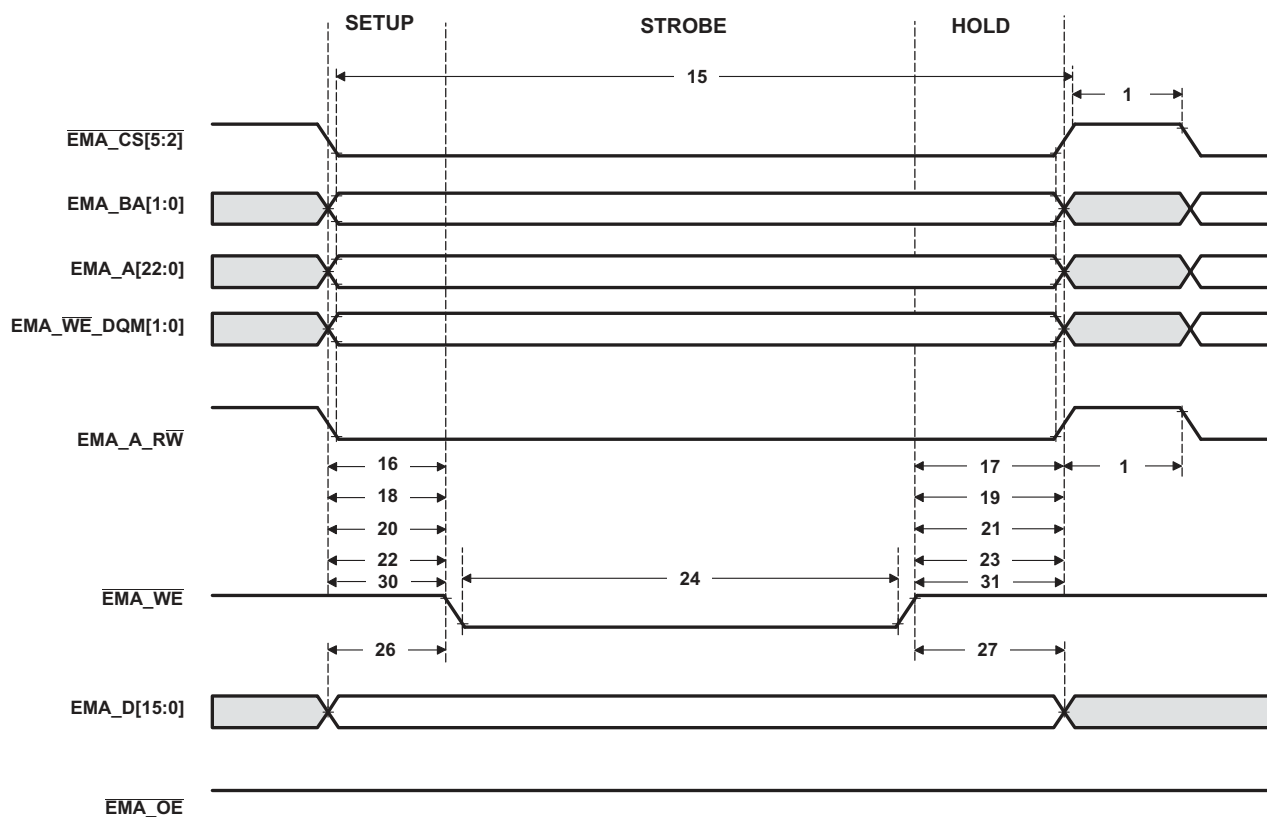 SETUP STROBE HOLD
15
1
EMA_CS[5:2]
EMA_BA[1:0]
EMA_A[22:0]
EMA_WE_DQM[1:0]
EMA_A_RW
16 17 1
18 19
20 21
22 23
24
30 31
EMA_WE
26 27
EMA_D[15:0]
EMA_OE